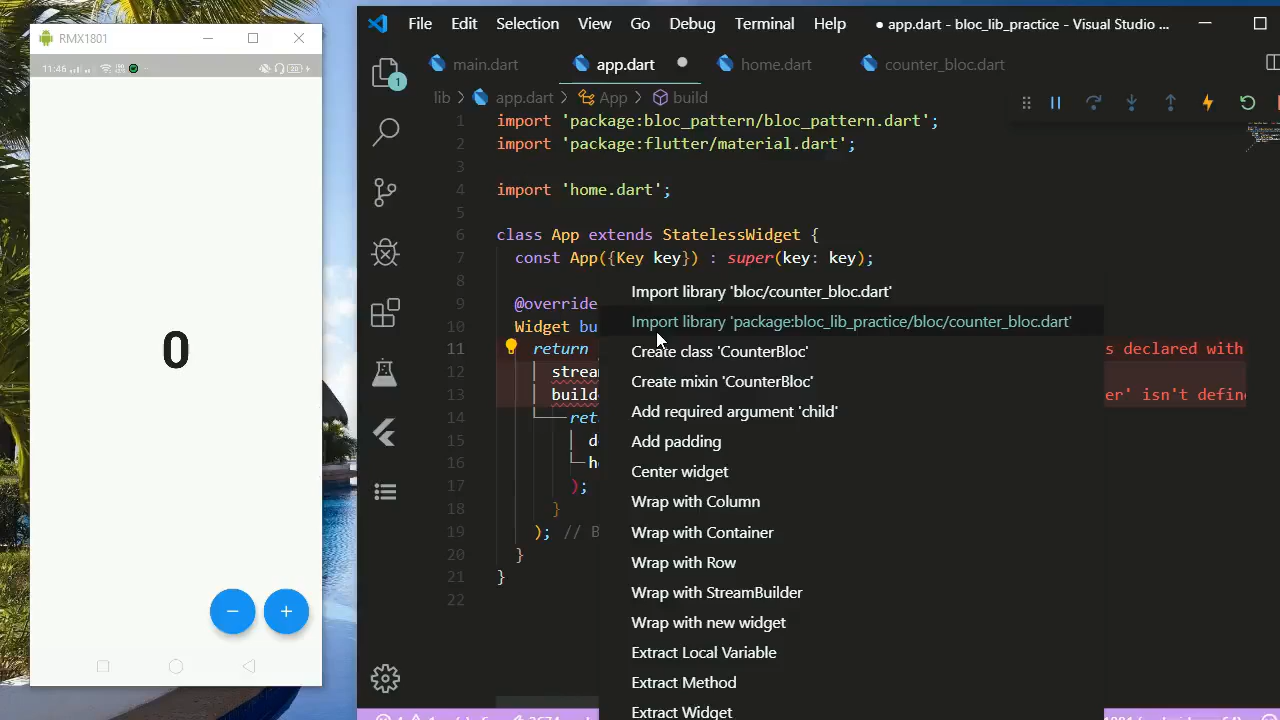 RMX1801
11:46
File Edit Selection View Go Debug Terminal Help
● app.dart - bloc_lib_practice - Visual Studio ...
main.dart
app.dart ●
home.dart
counter_bloc.dart
lib > app.dart > App > build
1
1 import 'package:bloc_pattern/bloc_pattern.dart';
2 import 'package:flutter/material.dart';
3
4 import 'home.dart';
5
6 class App extends StatelessWidget {
7 const App({Key key}) : super(key: key);
8
9 @override
10 Widget bu
11 return
s declared with
12 strea
13 builde
er' isn't define
14 ret
15 d
16 h
17 );
18 }
19 ); // B
20 }
21 }
22
Import library 'bloc/counter_bloc.dart'
Import library 'package:bloc_lib_practice/bloc/counter_bloc.dart'
Create class 'CounterBloc'
Create mixin 'CounterBloc'
Add required argument 'child'
Add padding
Center widget
Wrap with Column
Wrap with Container
Wrap with Row
Wrap with StreamBuilder
Wrap with new widget
Extract Local Variable
Extract Method
Extract Widget
0
− +